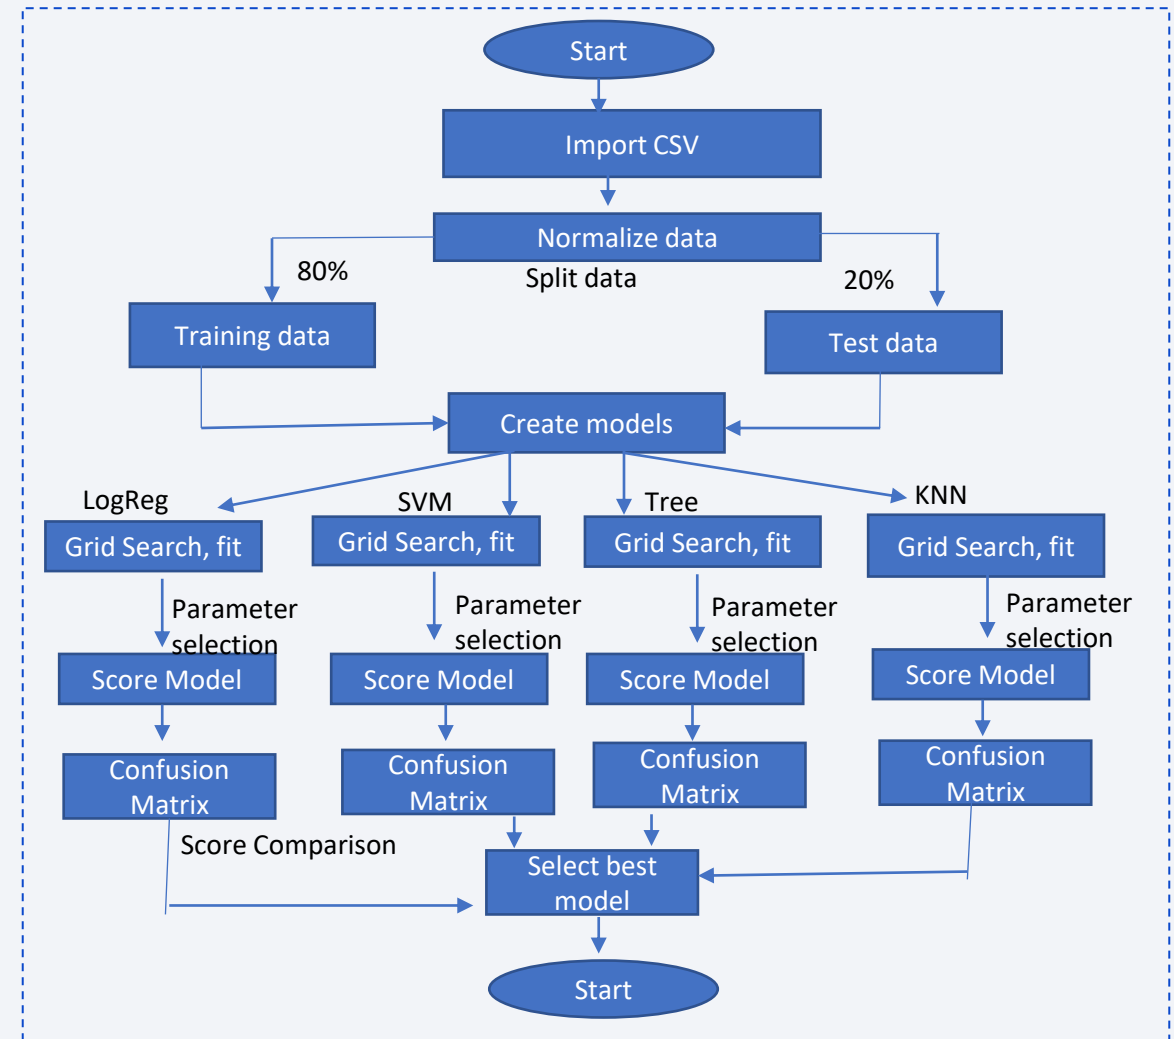 Start
Import CSV
Normalize data
80%
Split data
20%
Training data
Test data
Create models
LogReg
SVM
Tree
KNN
Grid Search, fit
Grid Search, fit
Grid Search, fit
Grid Search, fit
Parameter
selection
Parameter
selection
Parameter
selection
Parameter
selection
Score Model
Score Model
Score Model
Score Model
Confusion
Matrix
Confusion
Matrix
Confusion
Matrix
Confusion
Matrix
Score Comparison
Select best
model
Start